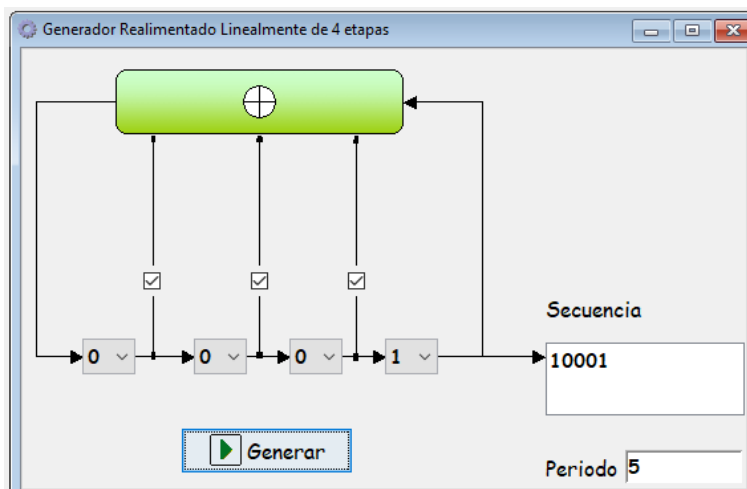 Generador Realimentado Linealmente de 4 etapas
0
0
0
1
Secuencia
10001
Generar
Periodo 5